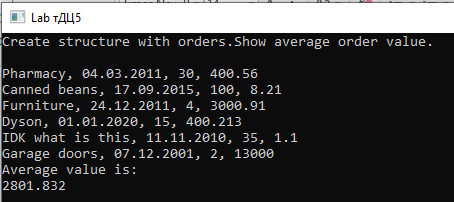 Lab тДЦ5
Create structure with orders.Show average order value.
Pharmacy, 04.03.2011, 30, 400.56
Canned beans, 17.09.2015, 100, 8.21
Furniture, 24.12.2011, 4, 3000.91
Dyson, 01.01.2020, 15, 400.213
IDK what is this, 11.11.2010, 35, 1.1
Garage doors, 07.12.2001, 2, 13000
Average value is:
2801.832